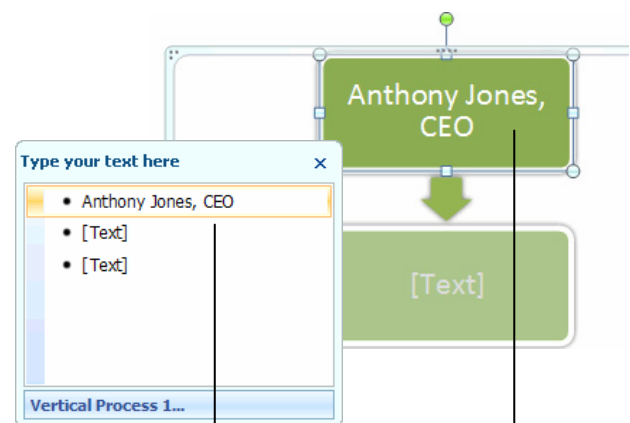 Anthony Jones,
CEO
Type your text here
x
• Anthony Jones, CEO
• [Text]
• [Text]
[Text]
Vertical Process 1...